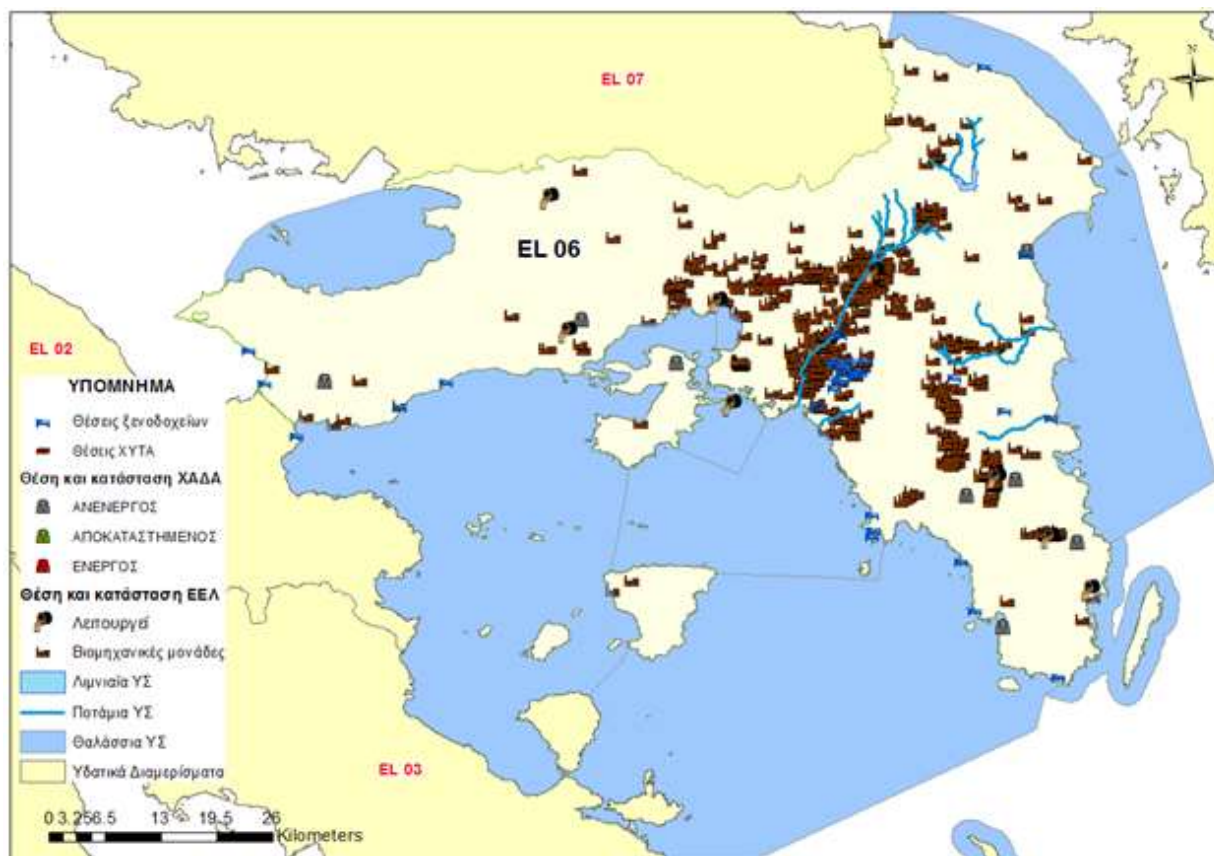 EL 07
N
EL 06
EL 02
ΥΠΟΜΝΗΜΑ
Θέσεις ξενοδοχείων
Θέσεις ΧΥΤΑ
Θέση και κατάσταση ΧΑΔΑ
ΑΝΕΝΕΡΓΟΣ
ΑΠΟΚΑΤΑΣΤΗΜΕΝΟΣ
ΕΝΕΡΓΟΣ
Θέση και κατάσταση ΕΕΛ
Λειτουργεί
Βιομηχανικές μονάδες
Λιμνιαία ΥΣ
Ποτάμια ΥΣ
Θαλάσσια ΥΣ
Υδατικά Διαμερίσματα
EL 03
0 3.25 6.5 13 19.5 26
Kilometers